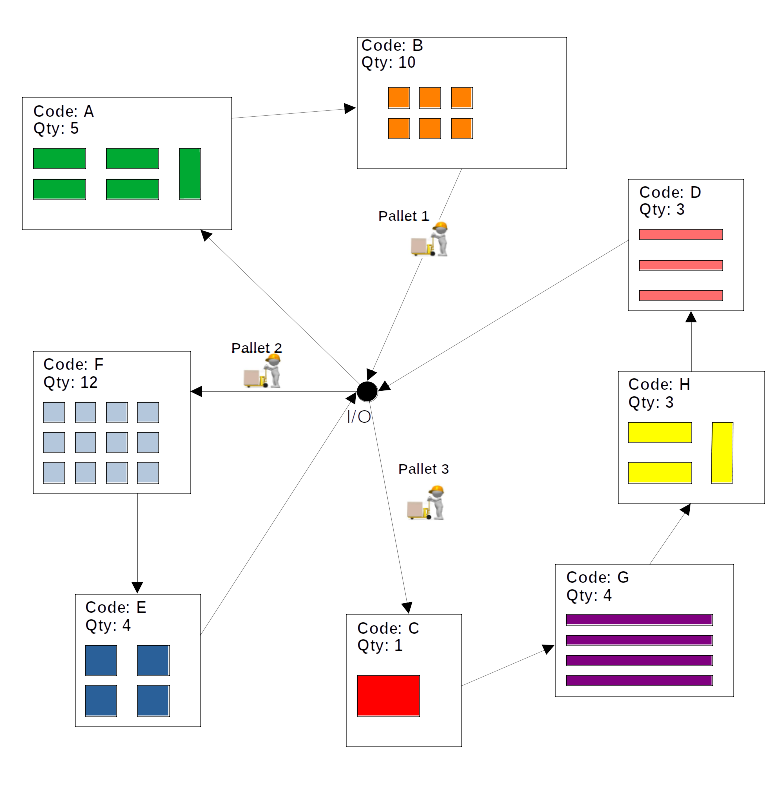 Code: B
Qty: 10
Code: A
Qty: 5
Code: D
Qty: 3
Pallet 1
Pallet 2
Code: F
Qty: 12
Code: H
Qty: 3
I/O
Pallet 3
Code: G
Qty: 4
Code: E
Qty: 4
Code: C
Qty: 1